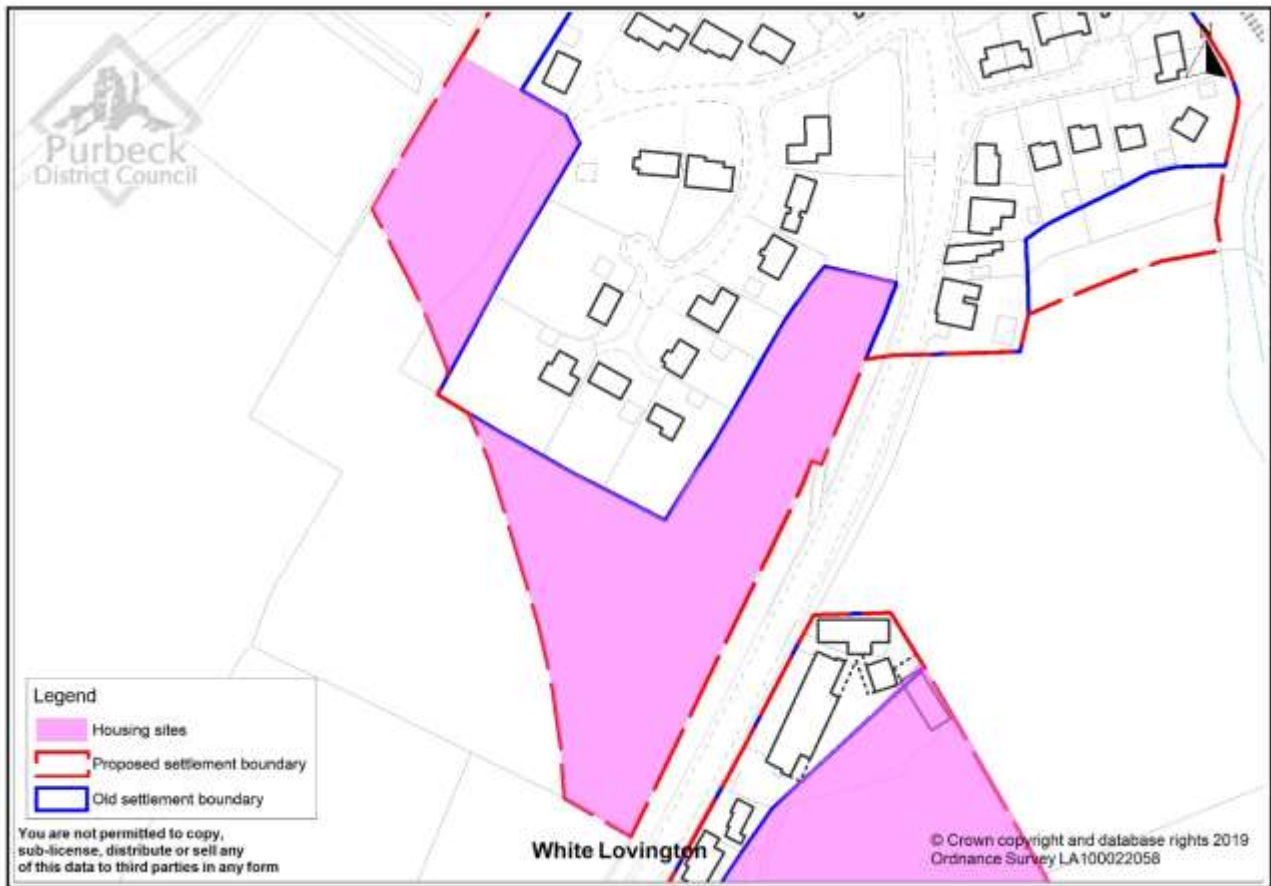 Purbeck
District Council
Legend
Housing sites
Proposed settlement boundary
Old settlement boundary
You are not permitted to copy,
sub-license, distribute or sell any
of this data to third parties in any form
White Lovington
© Crown copyright and database rights 2019
Ordnance Survey LA100022058